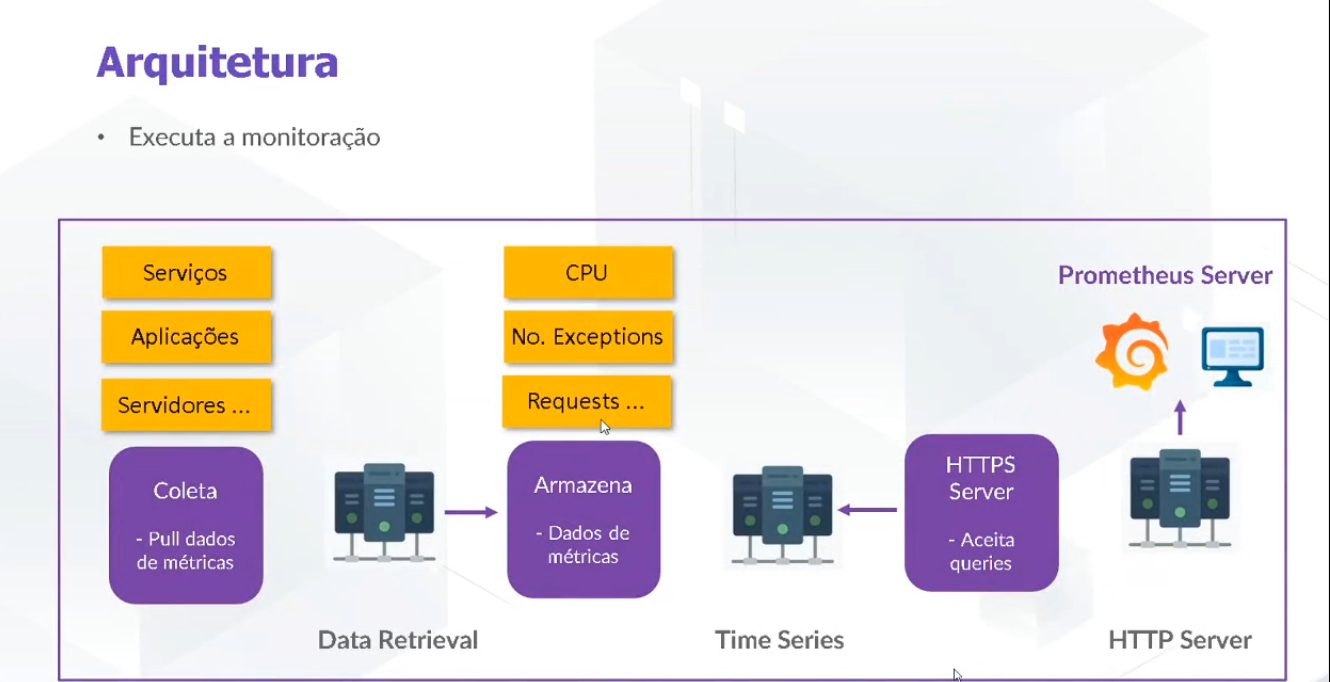 Arquitetura
• Executa a monitoração
Serviços
Aplicações
Servidores ...
Coleta
- Pull dados
de métricas
Data Retrieval
CPU
No. Exceptions
Requests ...
Armazena
- Dados de
métricas
Time Series
HTTPS
Server
- Aceita
queries
Prometheus Server
HTTP Server